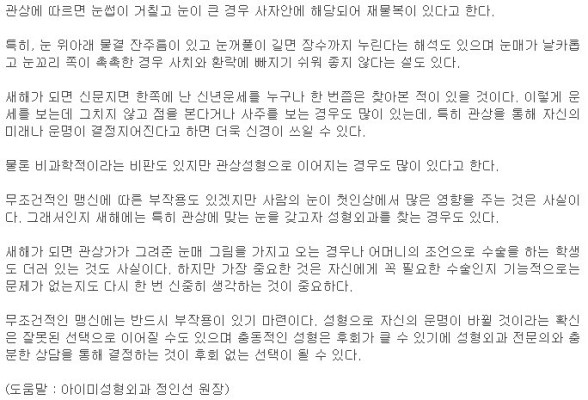 관상에 따르면 눈썹이 거칠고 눈이 큰 경우 사자안에 해당되어 재물복이 있다고 한다.
특히, 눈 위아래 물결 잔주름이 있고 눈꺼풀이 길면 장수까지 누린다는 해석도 있으며 눈매가 날카롭
고 눈꼬리 쪽이 촉촉한 경우 사치와 환락에 빠지기 쉬워 좋지 않다는 설도 있다.
새해가 되면 신문지면 한쪽에 난 신년운세를 누구나 한 번쯤은 찾아본 적이 있을 것이다. 이렇게 운
세를 보는데 그치지 않고 점을 본다거나 사주를 보는 경우도 많이 있는데, 특히 관상을 통해 자신의
미래나 운명이 결정지어진다고 하면 더욱 신경이 쓰일 수 있다.
물론 비과학적이라는 비판도 있지만 관상성형으로 이어지는 경우도 많이 있다고 한다.
무조건적인 맹신에 따른 부작용도 있겠지만 사람의 눈이 첫인상에서 많은 영향을 주는 것은 사실이
다. 그래서인지 새해에는 특히 관상에 맞는 눈을 갖고자 성형외과를 찾는 경우도 있다.
새해가 되면 관상가가 그려준 눈매 그림을 가지고 오는 경우나 어머니의 조언으로 수술을 하는 학생
도 더러 있는 것도 사실이다. 하지만 가장 중요한 것은 자신에게 꼭 필요한 수술인지 기능적으로는
문제가 없는지도 다시 한 번 신중히 생각하는 것이 중요하다.
무조건적인 맹신에는 반드시 부작용이 있기 마련이다. 성형으로 자신의 운명이 바뀔 것이라는 확신
은 잘못된 선택으로 이어질 수도 있으며 충동적인 성형은 후회가 클 수 있기에 성형외과 전문의와 충
분한 상담을 통해 결정하는 것이 후회 없는 선택이 될 수 있다.
(도움말 : 아이미성형외과 정인선 원장)